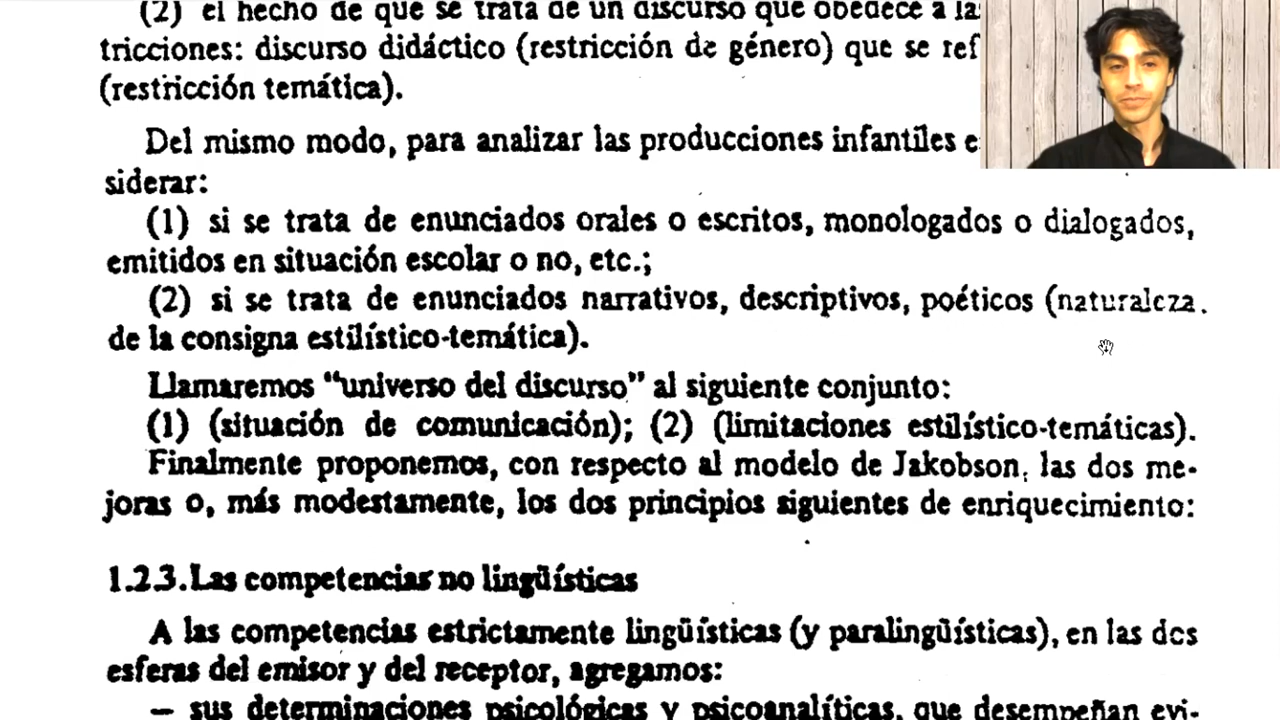 (2) el hecho de que se trata de un discurso que obedece a la
tricciones: discurso didáctico (restricción de género) que se ref
(restricción temática).
Del mismo modo, para analizar las producciones infantiles e
siderar:
(1) si se trata de enunciados orales o escritos, monologados o dialogados,
emitidos en situación escolar o no, etc.;
(2) si se trata de enunciados narrativos, descriptivos, poéticos (naturaleza
de la consigna estilístico-temática).
Llamaremos "universo del discurso" al siguiente conjunto:
(1) (situación de comunicación); (2) (limitaciones estilístico-temáticas).
Finalmente proponemos, con respecto al modelo de Jakobson, las dos me-
joras o, más modestamente, los dos principios siguientes de enriquecimiento:
1.2.3. Las competencias no lingüísticas
A las competencias estrictamente lingüísticas (y paralingüísticas), en las dos
esferas del emisor y del receptor, agregamos:
— sus determinaciones psicológicas y psicoanalíticas, que desempeñan evi-